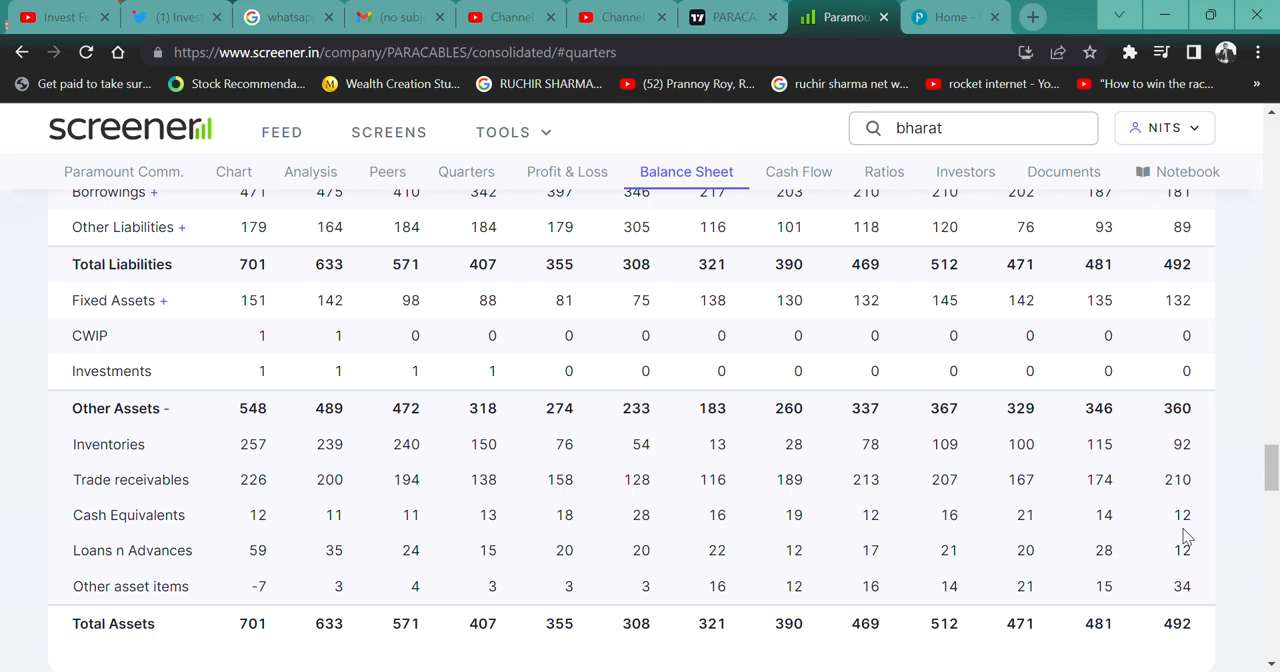 Invest Fo
(1) Invest
whatsapp
(no subje
Channel
Channel
PARACA
Paramou
Home -
https://www.screener.in/company/PARACABLES/consolidated/#quarters
Get paid to take sur... Stock Recommenda... Wealth Creation Stu... RUCHIR SHARMA... (52) Prannoy Roy, R... ruchir sharma net w... rocket internet - Yo... "How to win the rac... »
screener FEED SCREENS TOOLS bharat NITS
Paramount Comm. Chart Analysis Peers Quarters Profit & Loss Balance Sheet Cash Flow Ratios Investors Documents Notebook
Borrowings + 471 475 410 342 397 346 217 203 210 210 202 187 181
Other Liabilities + 179 164 184 184 179 305 116 101 118 120 76 93 89
Total Liabilities 701 633 571 407 355 308 321 390 469 512 471 481 492
Fixed Assets + 151 142 98 88 81 75 138 130 132 145 142 135 132
CWIP 1 1 0 0 0 0 0 0 0 0 0 0 0
Investments 1 1 1 1 0 0 0 0 0 0 0 0 0
Other Assets - 548 489 472 318 274 233 183 260 337 367 329 346 360
Inventories 257 239 240 150 76 54 13 28 78 109 100 115 92
Trade receivables 226 200 194 138 158 128 116 189 213 207 167 174 210
Cash Equivalents 12 11 11 13 18 28 16 19 12 16 21 14 12
Loans n Advances 59 35 24 15 20 20 22 12 17 21 20 28 12
Other asset items -7 3 4 3 3 3 16 12 16 14 21 15 34
Total Assets 701 633 571 407 355 308 321 390 469 512 471 481 492